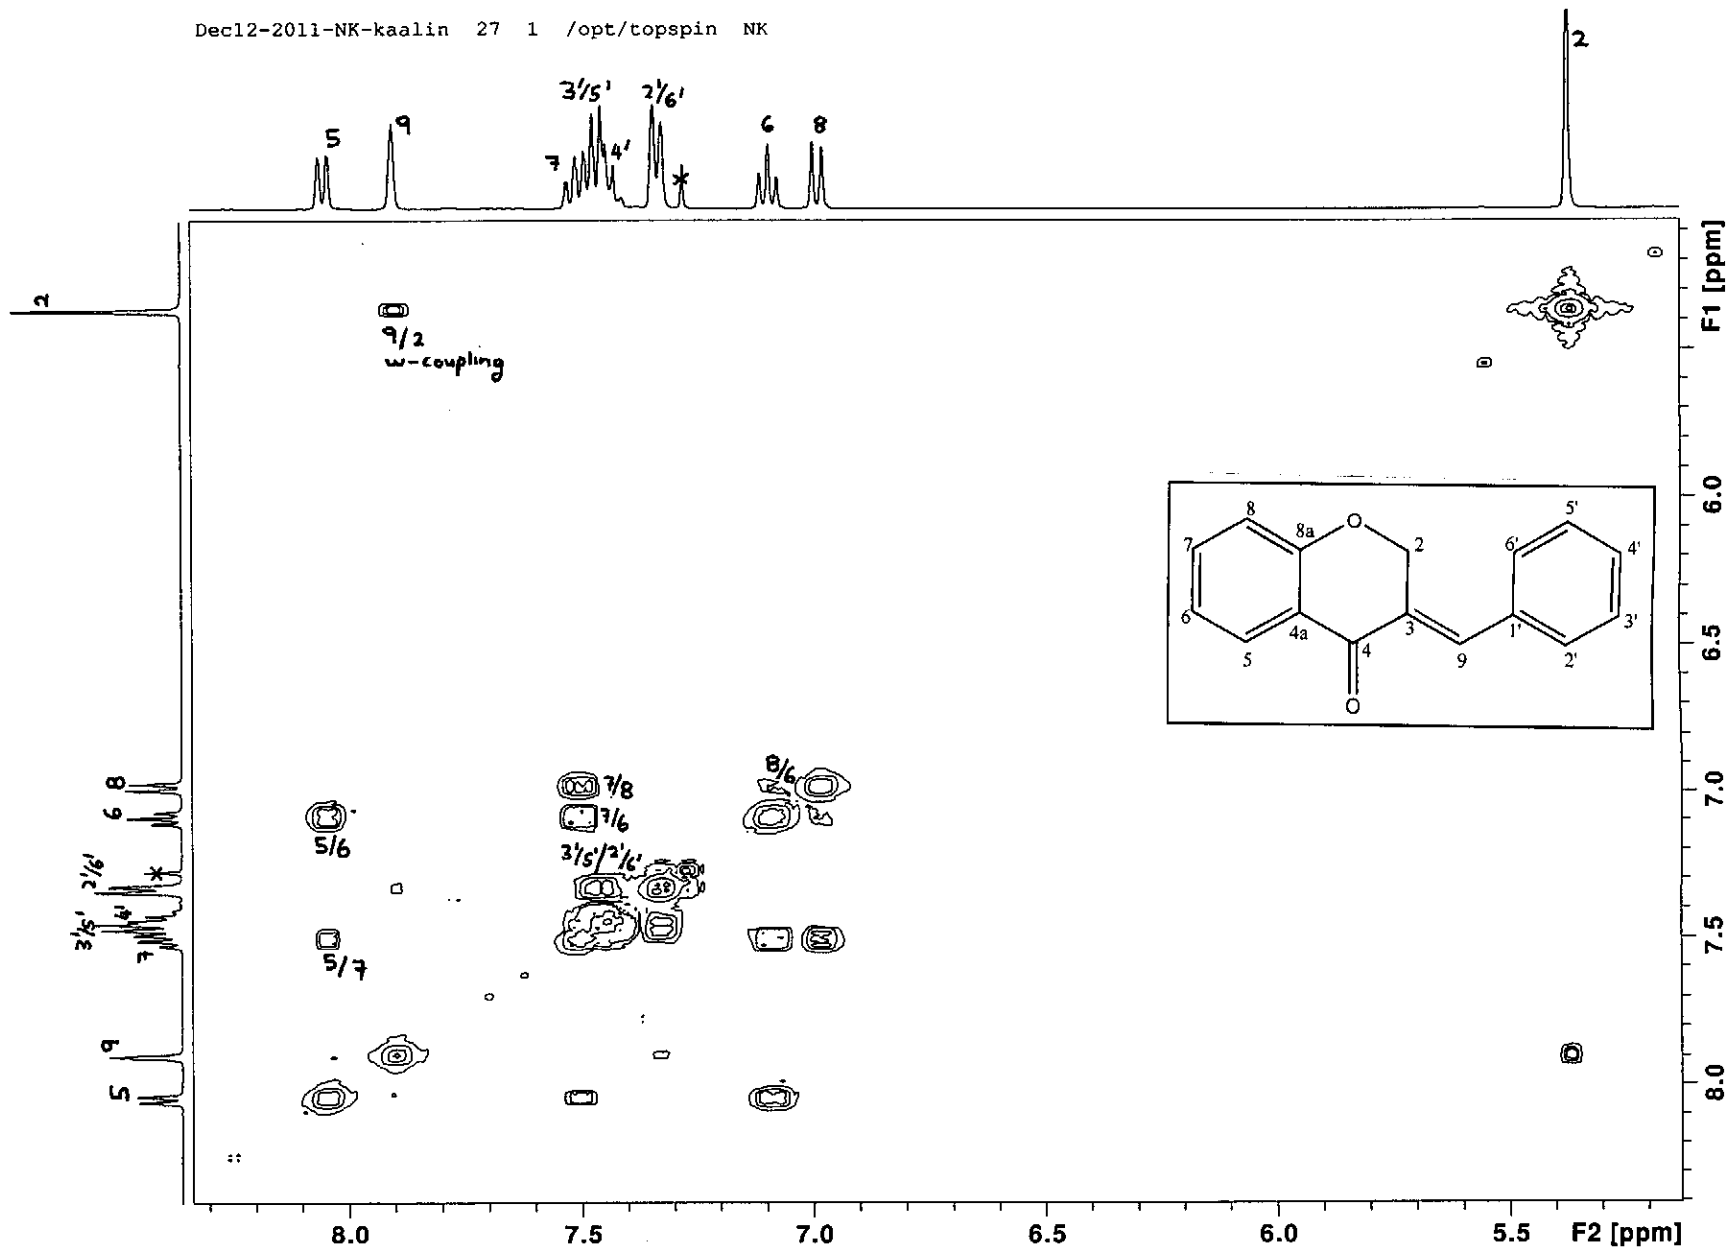 Dec12-2011-NK-kaalin 27 1 /opt/topspin NK
2
3'/5' 2'/6'
5 9 7 4' x 6 8
2
9/2
w-coupling
F1 [ppm]
8 O 5'
7 8a 2 6' 4'
6 4a 3 1' 3'
5 4 9 2'
O
6.0
6.5
7.0
7.5
8.0
8
6
x
2'/6'
4'
3'/5'
7
9
5
7/8 8/6
7/6
5/6
3'/5'/2'/6'
5/7
8.0 7.5 7.0 6.5 6.0 5.5 F2 [ppm]